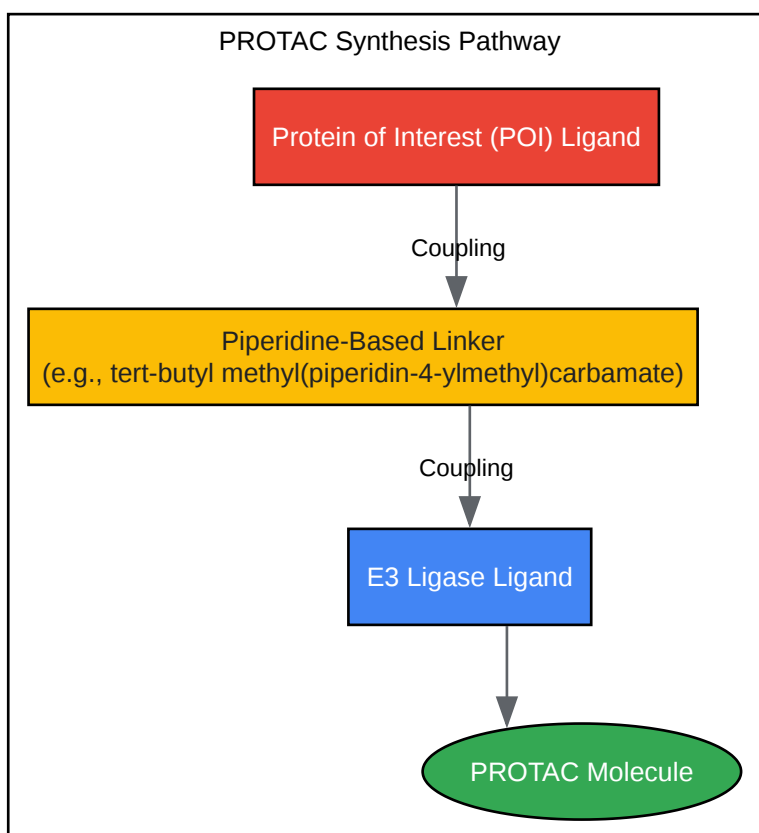 PROTAC Synthesis Pathway
Protein of Interest (POI) Ligand
Coupling
Piperidine-Based Linker
(e.g., tert-butyl methyl(piperidin-4-ylmethyl)carbamate)
Coupling
E3 Ligase Ligand
PROTAC Molecule